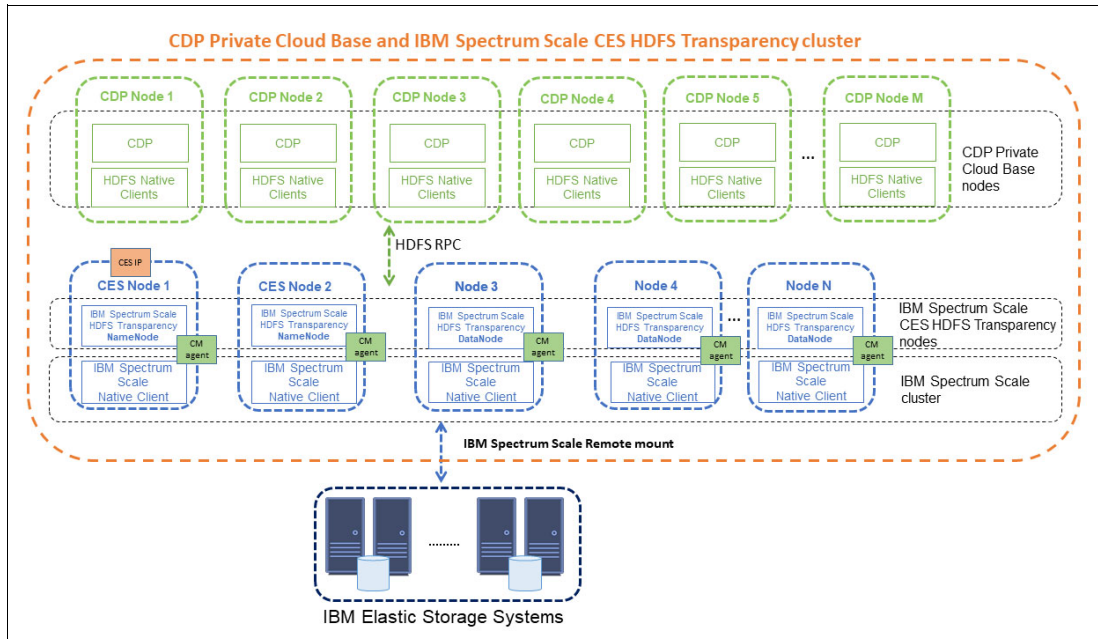 CDP Private Cloud Base and IBM Spectrum Scale CES HDFS Transparency cluster
CDP Node 1
CDP Node 2
CDP Node 3
CDP Node 4
CDP Node 5
CDP Node M
CDP
CDP
CDP
CDP
CDP
CDP
...
HDFS Native
Clients
HDFS Native
Clients
HDFS Native
Clients
HDFS Native
Clients
HDFS Native
Clients
HDFS Native
Clients
CDP Private
Cloud Base
nodes
HDFS RPC
CES IP
CES Node 1
CES Node 2
Node 3
Node 4
Node N
IBM Spectrum Scale
HDFS Transparency
NameNode
IBM Spectrum Scale
HDFS Transparency
NameNode
IBM Spectrum Scale
HDFS Transparency
DataNode
IBM Spectrum Scale
HDFS Transparency
DataNode
...
IBM Spectrum Scale
HDFS Transparency
DataNode
IBM Spectrum Scale
CES HDFS Transparency
nodes
CM
agent
CM
agent
CM
agent
CM
agent
CM
agent
IBM Spectrum
Scale
Native Client
IBM Spectrum
Scale
Native Client
IBM Spectrum
Scale
Native Client
IBM Spectrum
Scale
Native Client
IBM Spectrum
Scale
Native Client
IBM Spectrum Scale
cluster
IBM Spectrum Scale Remote mount
.........
IBM Elastic Storage Systems